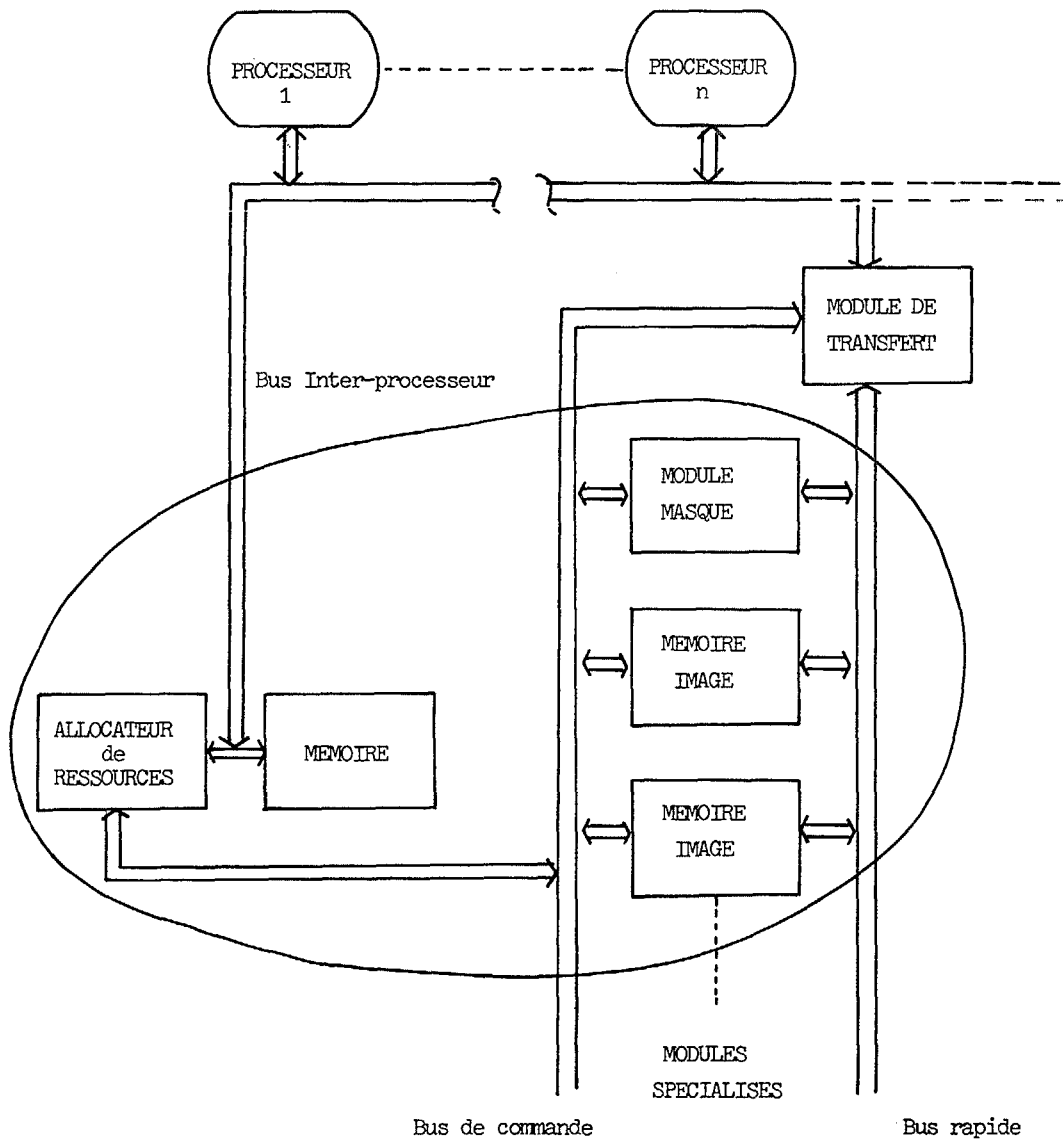 PROCESSEUR
1
PROCESSEUR
n
MODULE DE
TRANSFERT
Bus Inter-processeur
MODULE
MASQUE
MEMOIRE
IMAGE
ALLOCATEUR
de
RESSOURCES
MEMOIRE
MEMOIRE
IMAGE
MODULES
SPECIALISES
Bus de commande
Bus rapide